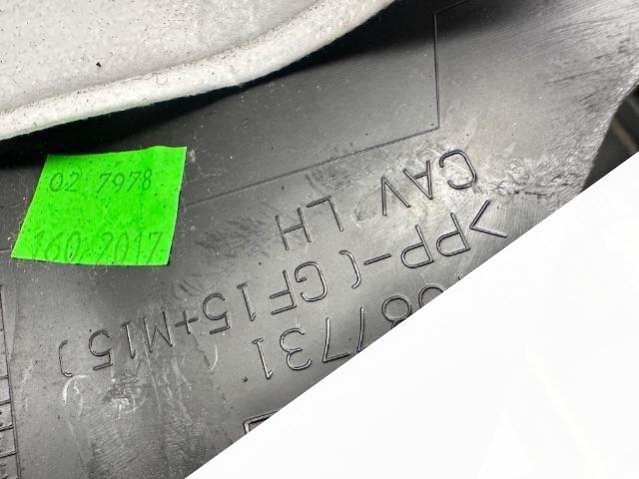 02 7978
160 2017
>PP-(GF15+M15)
CAV LH